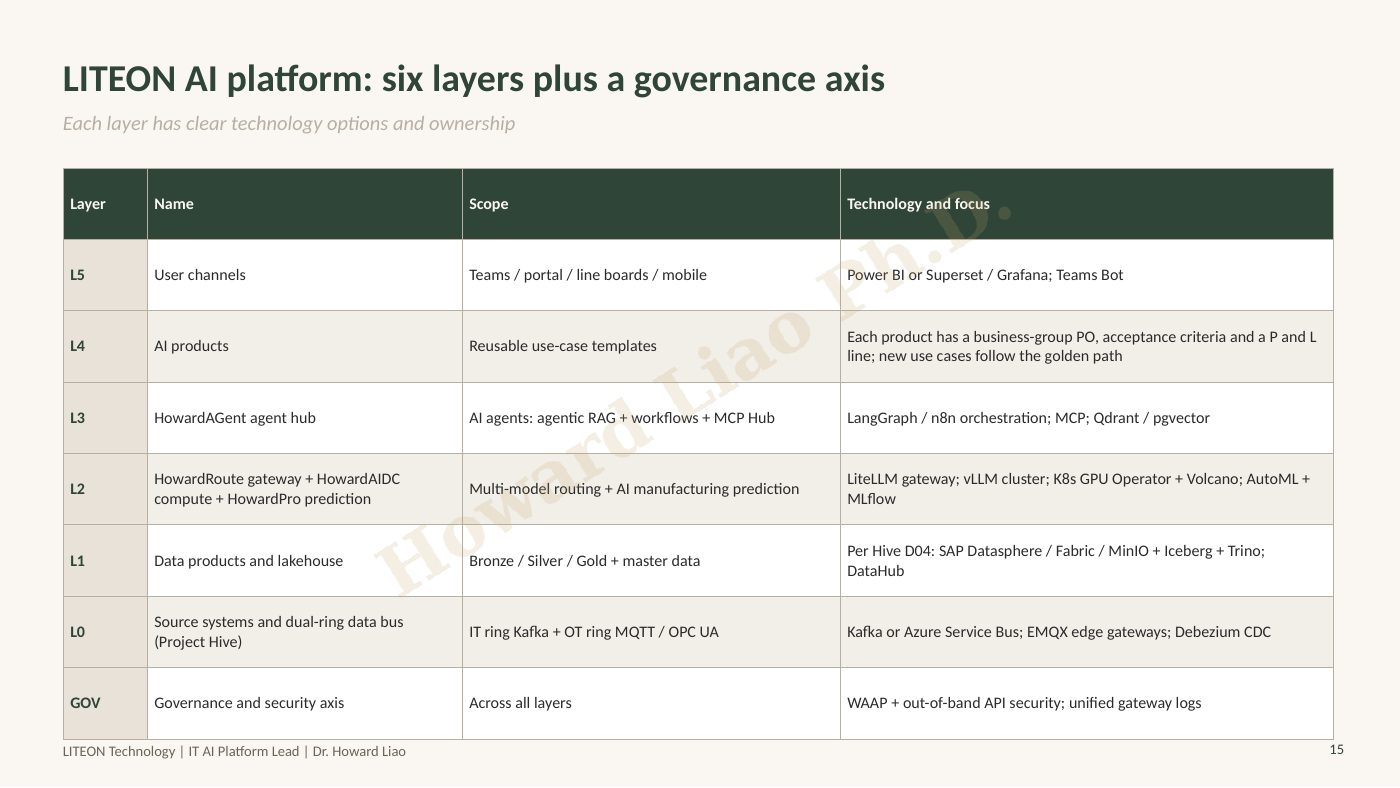 LITEON AI platform: six layers plus a governance axis
Each layer has clear technology options and ownership
Layer
Name
Scope
Technology and focus
L5
User channels
Teams / portal / line boards / mobile
Power BI or Superset / Grafana; Teams Bot
L4
AI products
Reusable use-case templates
Each product has a business-group PO, acceptance criteria and a P and L
line; new use cases follow the golden path
L3
HowardAGent agent hub
AI agents: agentic RAG + workflows + MCP Hub
LangGraph / n8n orchestration; MCP; Qdrant / pgvector
L2
HowardRoute gateway + HowardAIDC
compute + HowardPro prediction
Multi-model routing + AI manufacturing prediction
LiteLLM gateway; vLLM cluster; K8s GPU Operator + Volcano; AutoML +
MLflow
L1
Data products and lakehouse
Bronze / Silver / Gold + master data
Per Hive D04: SAP Datasphere / Fabric / MinIO + Iceberg + Trino;
DataHub
L0
Source systems and dual-ring data bus
(Project Hive)
IT ring Kafka + OT ring MQTT / OPC UA
Kafka or Azure Service Bus; EMQX edge gateways; Debezium CDC
GOV
Governance and security axis
Across all layers
WAAP + out-of-band API security; unified gateway logs
Howard Liao Ph.D.
LITEON Technology | IT AI Platform Lead | Dr. Howard Liao
15